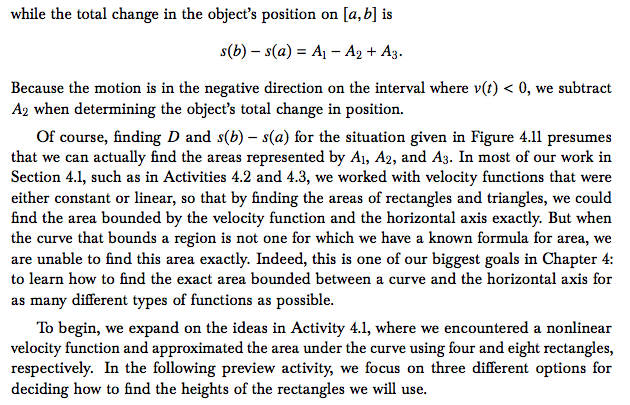 while the total change in the object's position on [a, b] is
s(b) − s(a) = A₁ − A₂ + A₃.
Because the motion is in the negative direction on the interval where v(t) < 0, we subtract
A₂ when determining the object's total change in position.
Of course, finding D and s(b) − s(a) for the situation given in Figure 4.11 presumes
that we can actually find the areas represented by A₁, A₂, and A₃. In most of our work in
Section 4.1, such as in Activities 4.2 and 4.3, we worked with velocity functions that were
either constant or linear, so that by finding the areas of rectangles and triangles, we could
find the area bounded by the velocity function and the horizontal axis exactly. But when
the curve that bounds a region is not one for which we have a known formula for area, we
are unable to find this area exactly. Indeed, this is one of our biggest goals in Chapter 4:
to learn how to find the exact area bounded between a curve and the horizontal axis for
as many different types of functions as possible.
To begin, we expand on the ideas in Activity 4.1, where we encountered a nonlinear
velocity function and approximated the area under the curve using four and eight rectangles,
respectively. In the following preview activity, we focus on three different options for
deciding how to find the heights of the rectangles we will use.